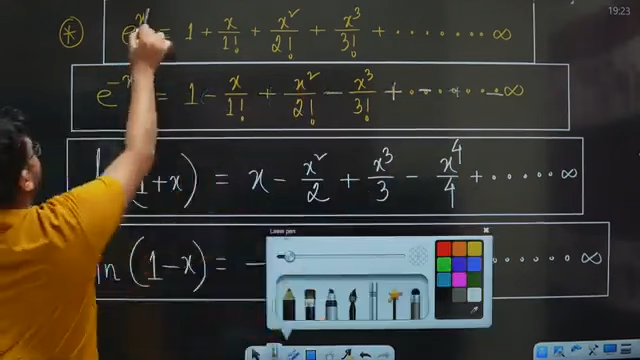 19:23
* e^x = 1 + x/1! + x²/2! + x³/3! + ........ ∞
e^-x = 1 - x/1! + x²/2! - x³/3! + ..-..+..-∞
(1+x) = x - x²/2 + x³/3 - x⁴/4 + ...... ∞
ln (1-x) = - ...... ∞
Laser pen